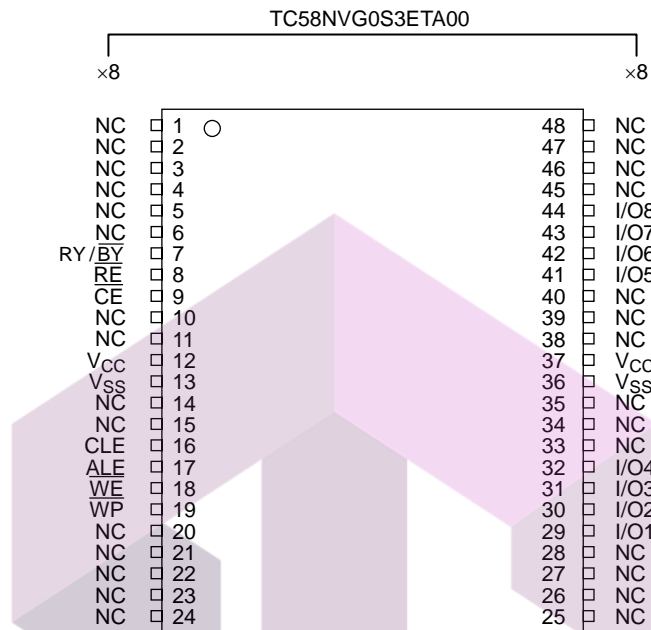 TC58NVG0S3ETA00
×8 ×8
NC 1 48 NC
NC 2 47 NC
NC 3 46 NC
NC 4 45 NC
NC 5 44 I/O8
NC 6 43 I/O7
RY/B̅Y̅ 7 42 I/O6
R̅E̅ 8 41 I/O5
C̅E̅ 9 40 NC
NC 10 39 NC
NC 11 38 NC
VCC 12 37 VCC
VSS 13 36 VSS
NC 14 35 NC
NC 15 34 NC
CLE 16 33 NC
ALE 17 32 I/O4
W̅E̅ 18 31 I/O3
W̅P̅ 19 30 I/O2
NC 20 29 I/O1
NC 21 28 NC
NC 22 27 NC
NC 23 26 NC
NC 24 25 NC